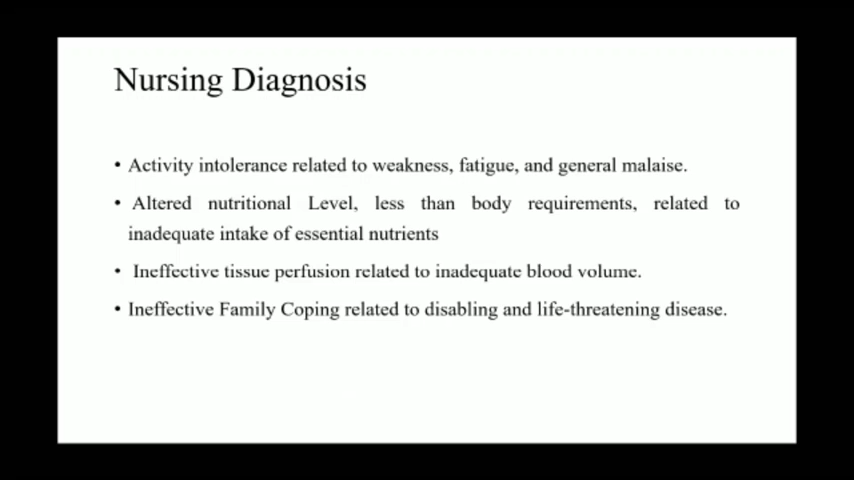 Nursing Diagnosis
• Activity intolerance related to weakness, fatigue, and general malaise.
• Altered nutritional Level, less than body requirements, related to
inadequate intake of essential nutrients
• Ineffective tissue perfusion related to inadequate blood volume.
• Ineffective Family Coping related to disabling and life-threatening disease.